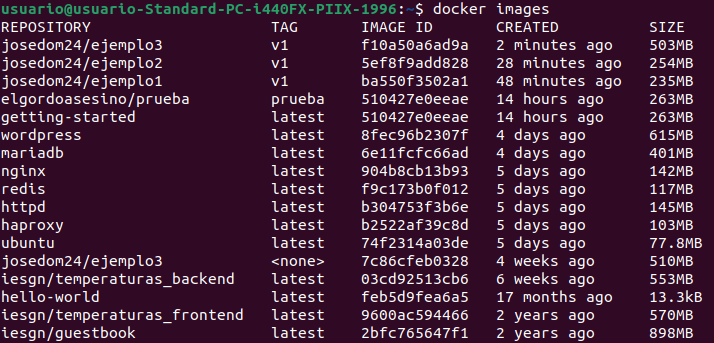 usuario@usuario-Standard-PC-i440FX-PIIX-1996:~$ docker images
REPOSITORY TAG IMAGE ID CREATED SIZE
josedom24/ejemplo3 v1 f10a50a6ad9a 2 minutes ago 503MB
josedom24/ejemplo2 v1 5ef8f9add828 28 minutes ago 254MB
josedom24/ejemplo1 v1 ba550f3502a1 48 minutes ago 235MB
elgordoasesino/prueba prueba 510427e0eeae 14 hours ago 263MB
getting-started latest 510427e0eeae 14 hours ago 263MB
wordpress latest 8fec96b2307f 4 days ago 615MB
mariadb latest 6e11fcfc66ad 4 days ago 401MB
nginx latest 904b8cb13b93 5 days ago 142MB
redis latest f9c173b0f012 5 days ago 117MB
httpd latest b304753f3b6e 5 days ago 145MB
haproxy latest b2522af39c8d 5 days ago 103MB
ubuntu latest 74f2314a03de 5 days ago 77.8MB
josedom24/ejemplo3 <none> 7c86cfeb0328 4 weeks ago 510MB
iesgn/temperaturas_backend latest 03cd92513cb6 6 weeks ago 553MB
hello-world latest feb5d9fea6a5 17 months ago 13.3kB
iesgn/temperaturas_frontend latest 9600ac594466 2 years ago 570MB
iesgn/guestbook latest 2bfc765647f1 2 years ago 898MB